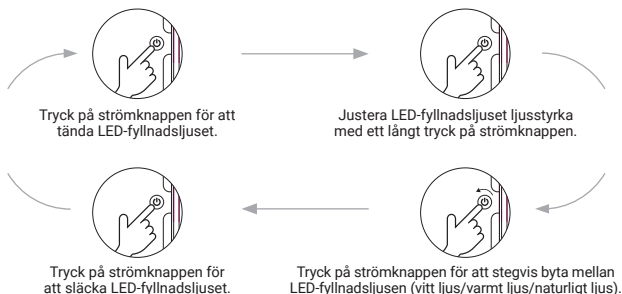 Tryck på strömknappen för att
tända LED-fyllnadsljuset.
Justera LED-fyllnadsljuset ljusstyrka
med ett långt tryck på strömknappen.
Tryck på strömknappen för
att släcka LED-fyllnadsljuset.
Tryck på strömknappen för att stegvis byta mellan
LED-fyllnadsljusen (vitt ljus/varmt ljus/naturligt ljus).